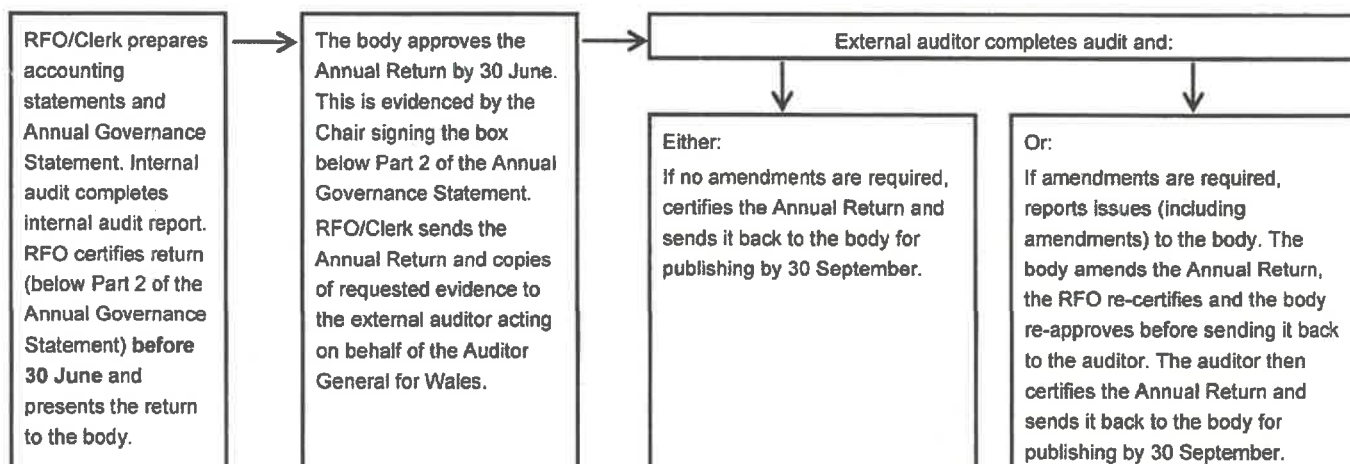 RFO/Clerk prepares
accounting
statements and
Annual Governance
Statement. Internal
audit completes
internal audit report.
RFO certifies return
(below Part 2 of the
Annual Governance
Statement) before
30 June and
presents the return
to the body.
The body approves the
Annual Return by 30 June.
This is evidenced by the
Chair signing the box
below Part 2 of the Annual
Governance Statement.
RFO/Clerk sends the
Annual Return and copies
of requested evidence to
the external auditor acting
on behalf of the Auditor
General for Wales.
External auditor completes audit and:
Either:
If no amendments are required,
certifies the Annual Return and
sends it back to the body for
publishing by 30 September.
Or:
If amendments are required,
reports issues (including
amendments) to the body. The
body amends the Annual Return,
the RFO re-certifies and the body
re-approves before sending it back
to the auditor. The auditor then
certifies the Annual Return and
sends it back to the body for
publishing by 30 September.